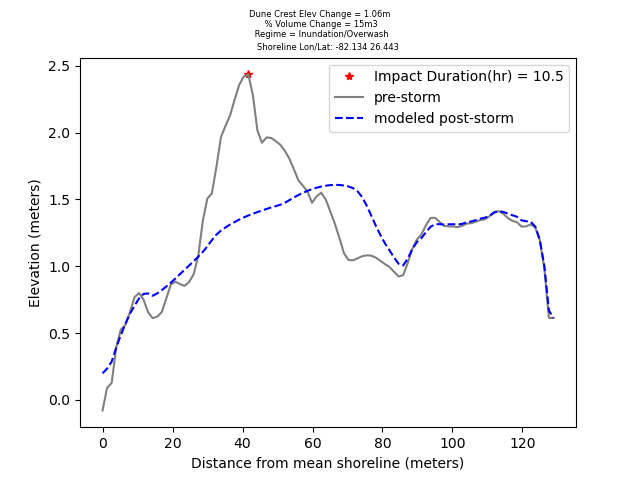 Dune Crest Elev Change = 1.06m
% Volume Change = 15m3
Regime = Inundation/Overwash
Shoreline Lon/Lat: -82.134 26.443
Impact Duration(hr) = 10.5
pre-storm
modeled post-storm
Elevation (meters)
2.5
2.0
1.5
1.0
0.5
0.0
0 20 40 60 80 100 120
Distance from mean shoreline (meters)